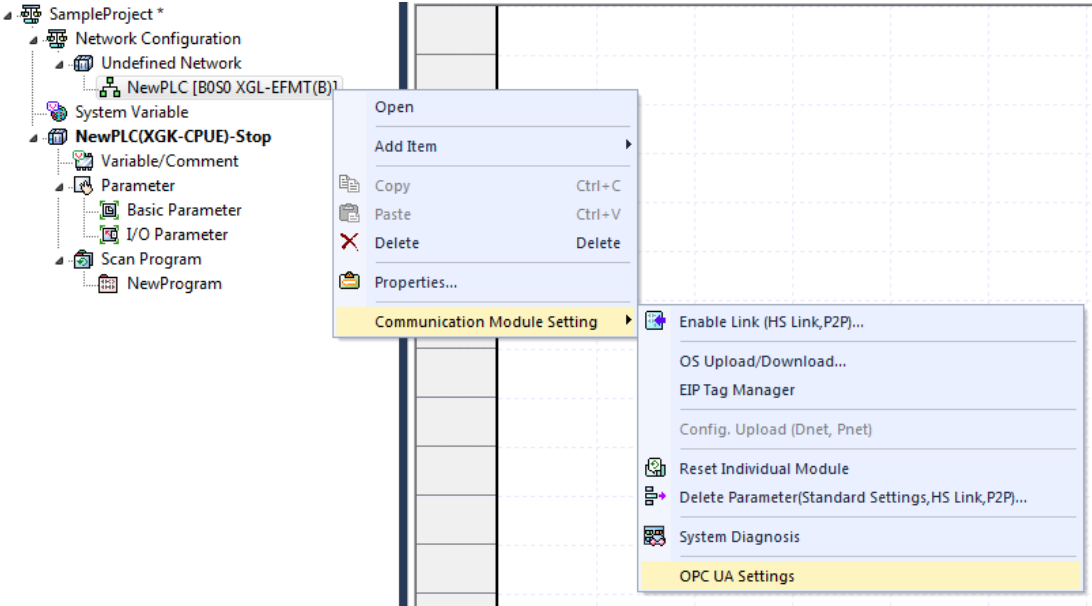 SampleProject *
Network Configuration
Undefined Network
NewPLC [B0S0 XGL-EFMT(B)]
System Variable
NewPLC(XGK-CPUE)-Stop
Variable/Comment
Parameter
Basic Parameter
I/O Parameter
Scan Program
NewProgram
Open
Add Item
Copy Ctrl+C
Paste Ctrl+V
Delete Delete
Properties...
Communication Module Setting
Enable Link (HS Link,P2P)...
OS Upload/Download...
EIP Tag Manager
Config. Upload (Dnet, Pnet)
Reset Individual Module
Delete Parameter(Standard Settings,HS Link,P2P)...
System Diagnosis
OPC UA Settings